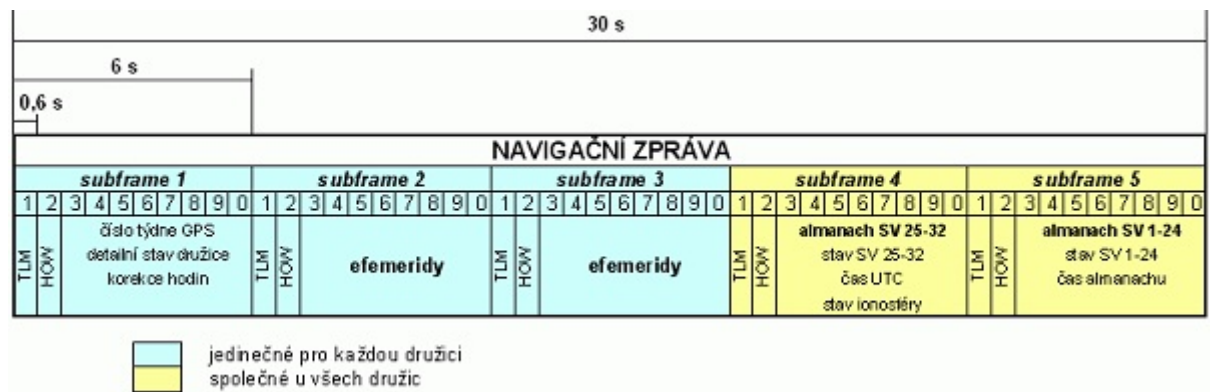 30 s
6 s
0,6 s
NAVIGAČNÍ ZPRÁVA
subframe 1 subframe 2 subframe 3 subframe 4 subframe 5
1 2 3 4 5 6 7 8 9 0 1 2 3 4 5 6 7 8 9 0 1 2 3 4 5 6 7 8 9 0 1 2 3 4 5 6 7 8 9 0 1 2 3 4 5 6 7 8 9 0
TLM
HOW
číslo týdne GPS
detailní stav družice
korekce hodin
TLM
HOW
efemeridy
TLM
HOW
efemeridy
TLM
HOW
almanach SV 25-32
stav SV 25-32
čas UTC
stav ionostéry
TLM
HOW
almanach SV 1-24
stav SV 1-24
čas almanachu
jedinečné pro každou družici
společné u všech družic